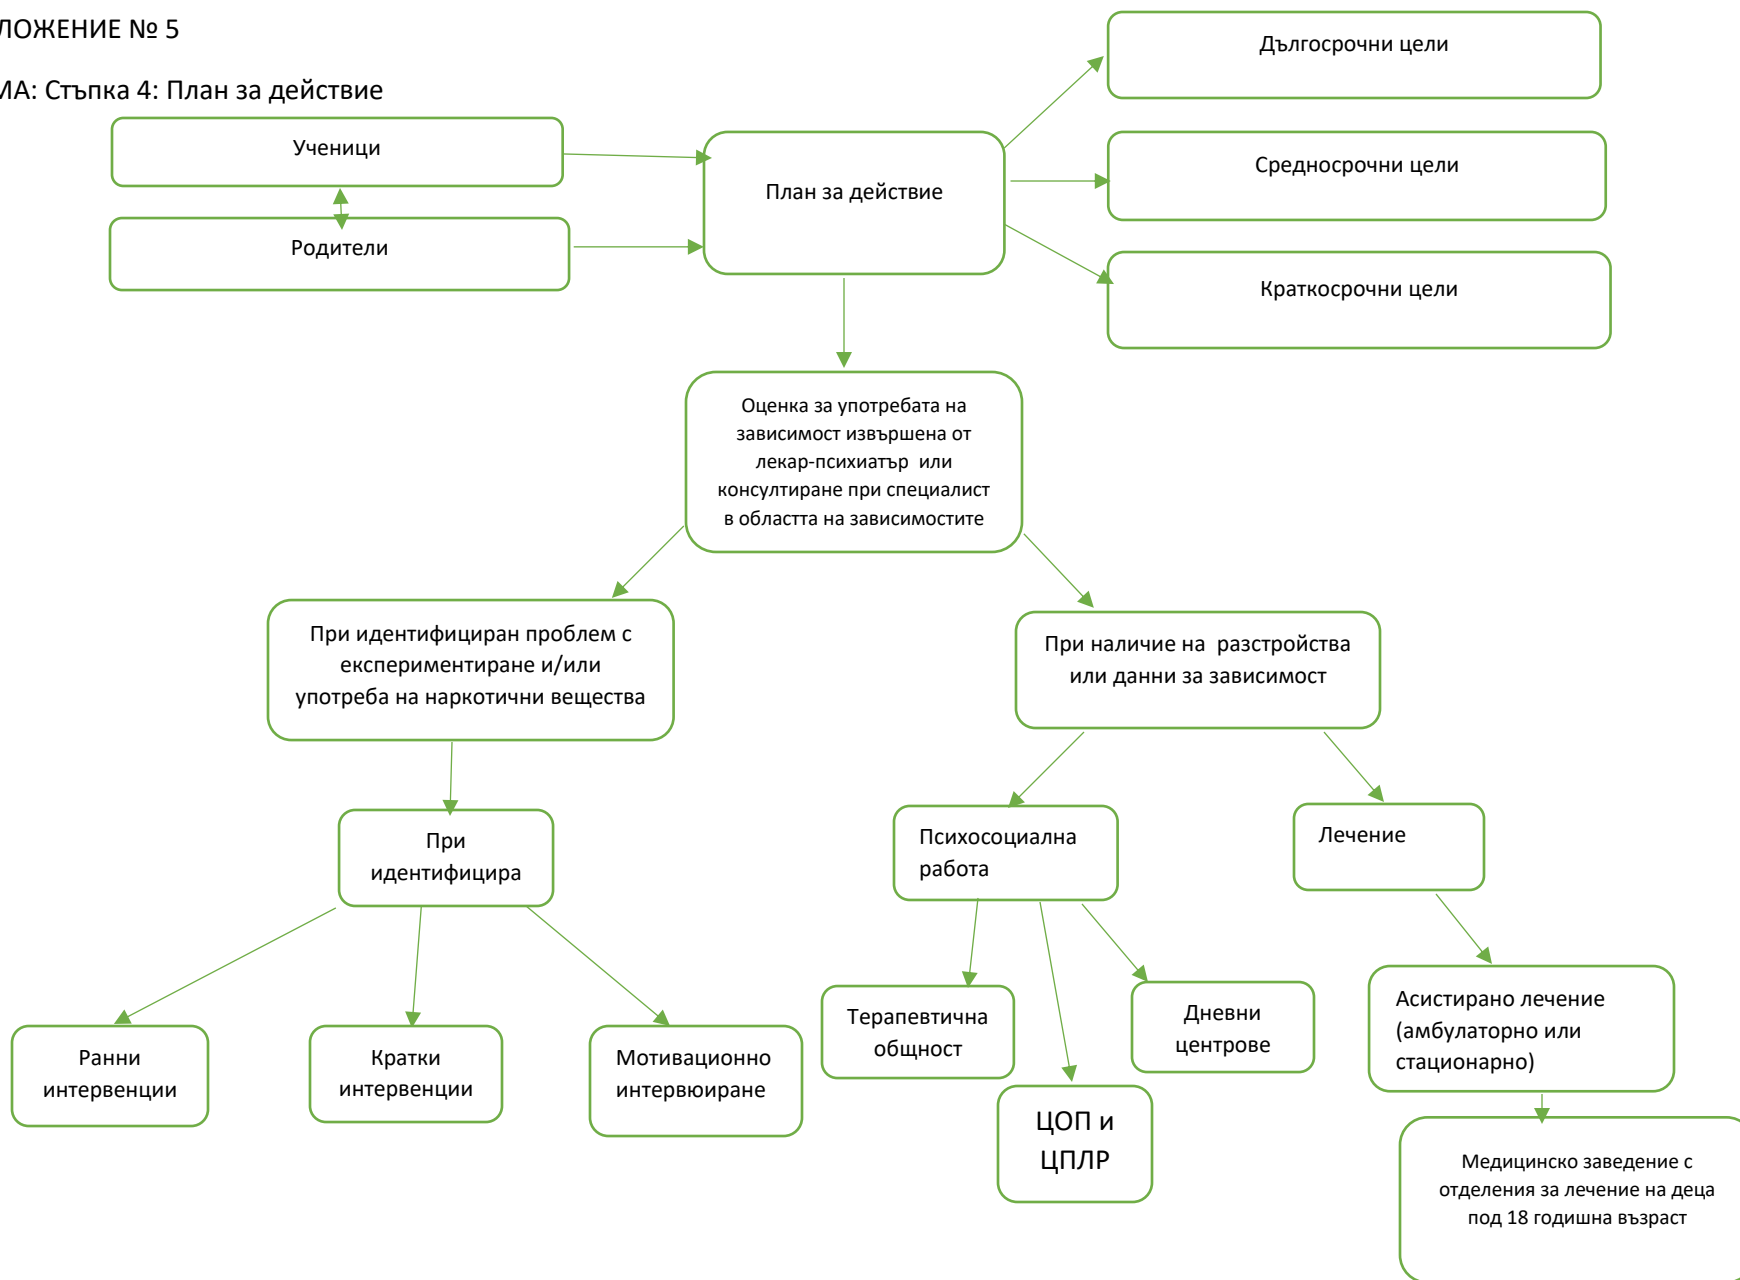 ЛОЖЕНИЕ № 5
МА: Стъпка 4: План за действие
Ученици
Родители
План за действие
Дългосрочни цели
Средносрочни цели
Краткосрочни цели
Оценка за употребата на
зависимост извършена от
лекар-психиатър или
консултиране при специалист
в областта на зависимостите
При идентифициран проблем с
експериментиране и/или
употреба на наркотични вещества
При наличие на разстройства
или данни за зависимост
При
идентифицира
Психосоциална
работа
Лечение
Ранни
интервенции
Кратки
интервенции
Мотивационно
интервюиране
Терапевтична
общност
ЦОП и
ЦПЛР
Дневни
центрове
Асистирано лечение
(амбулаторно или
стационарно)
Медицинско заведение с
отделения за лечение на деца
под 18 годишна възраст